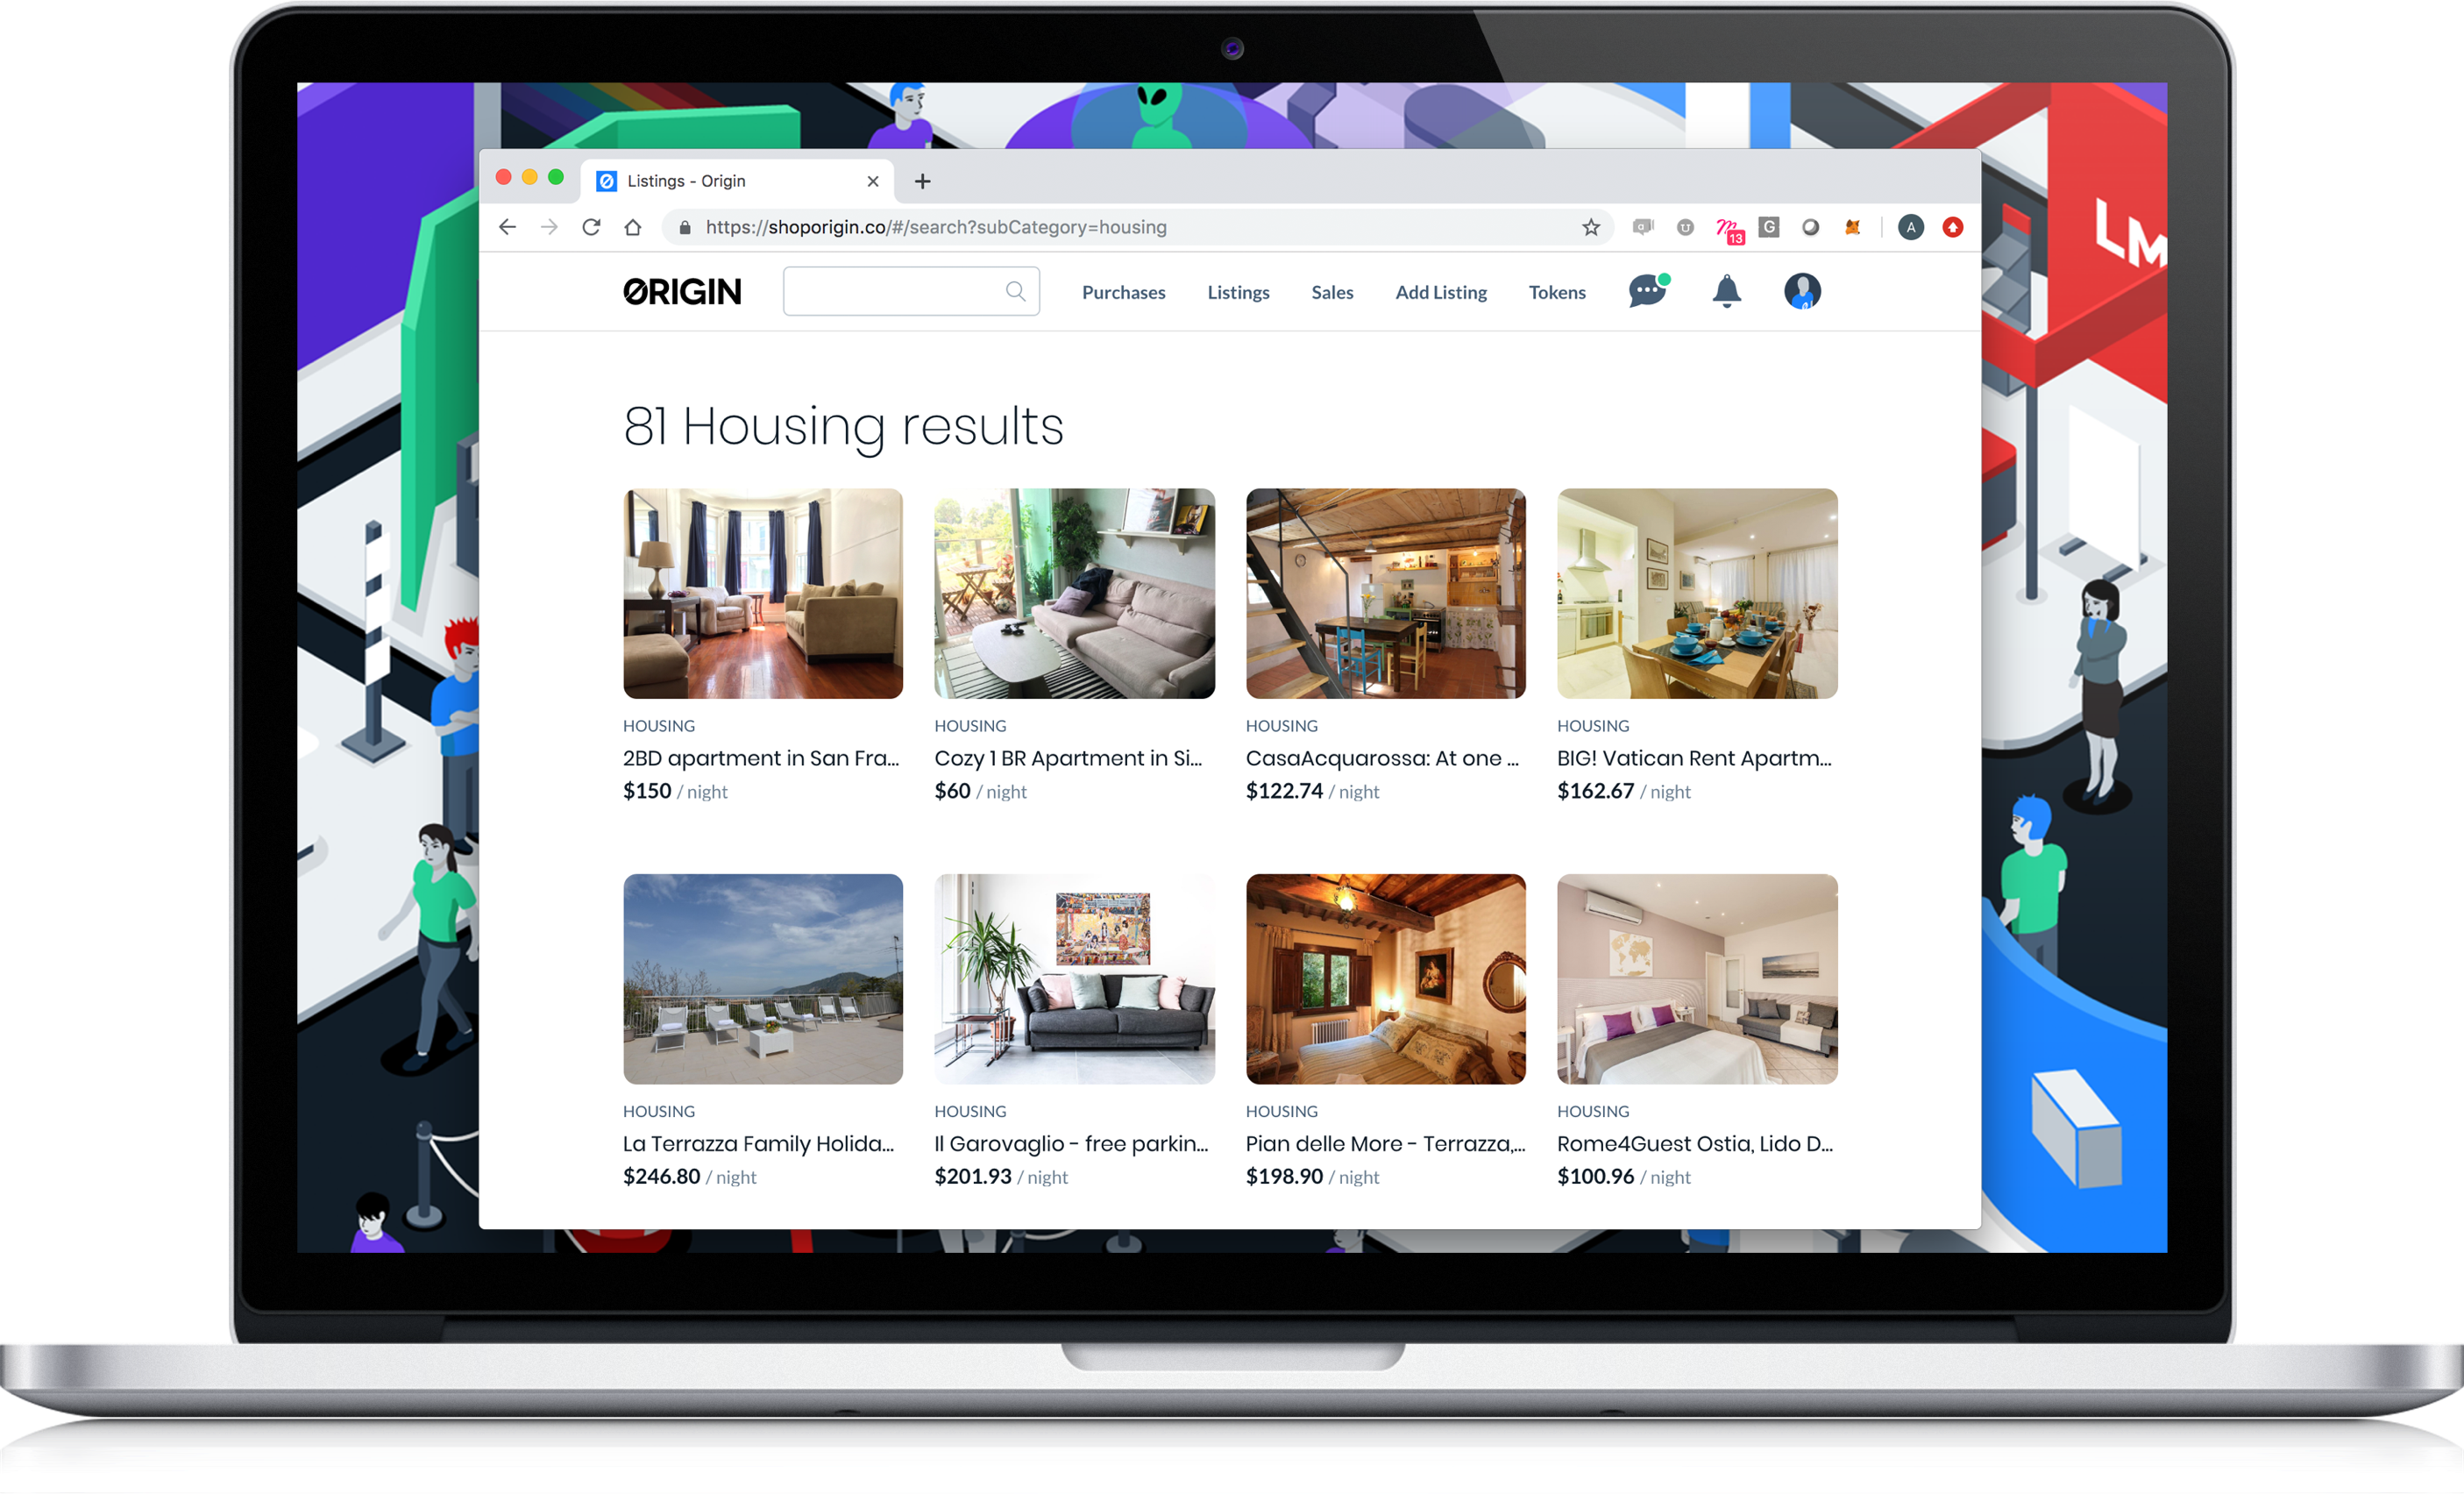 Listings - Origin
https://shoporigin.co/#/search?subCategory=housing
13
G
A
LM
ORIGIN
Purchases
Listings
Sales
Add Listing
Tokens
81 Housing results
HOUSING
2BD apartment in San Fra...
$150 / night
HOUSING
Cozy 1 BR Apartment in Si...
$60 / night
HOUSING
CasaAcquarossa: At one ...
$122.74 / night
HOUSING
BIG! Vatican Rent Apartm...
$162.67 / night
HOUSING
La Terrazza Family Holida...
$246.80 / night
HOUSING
Il Garovaglio - free parkin...
$201.93 / night
HOUSING
Pian delle More - Terrazza,...
$198.90 / night
HOUSING
Rome4Guest Ostia, Lido D...
$100.96 / night